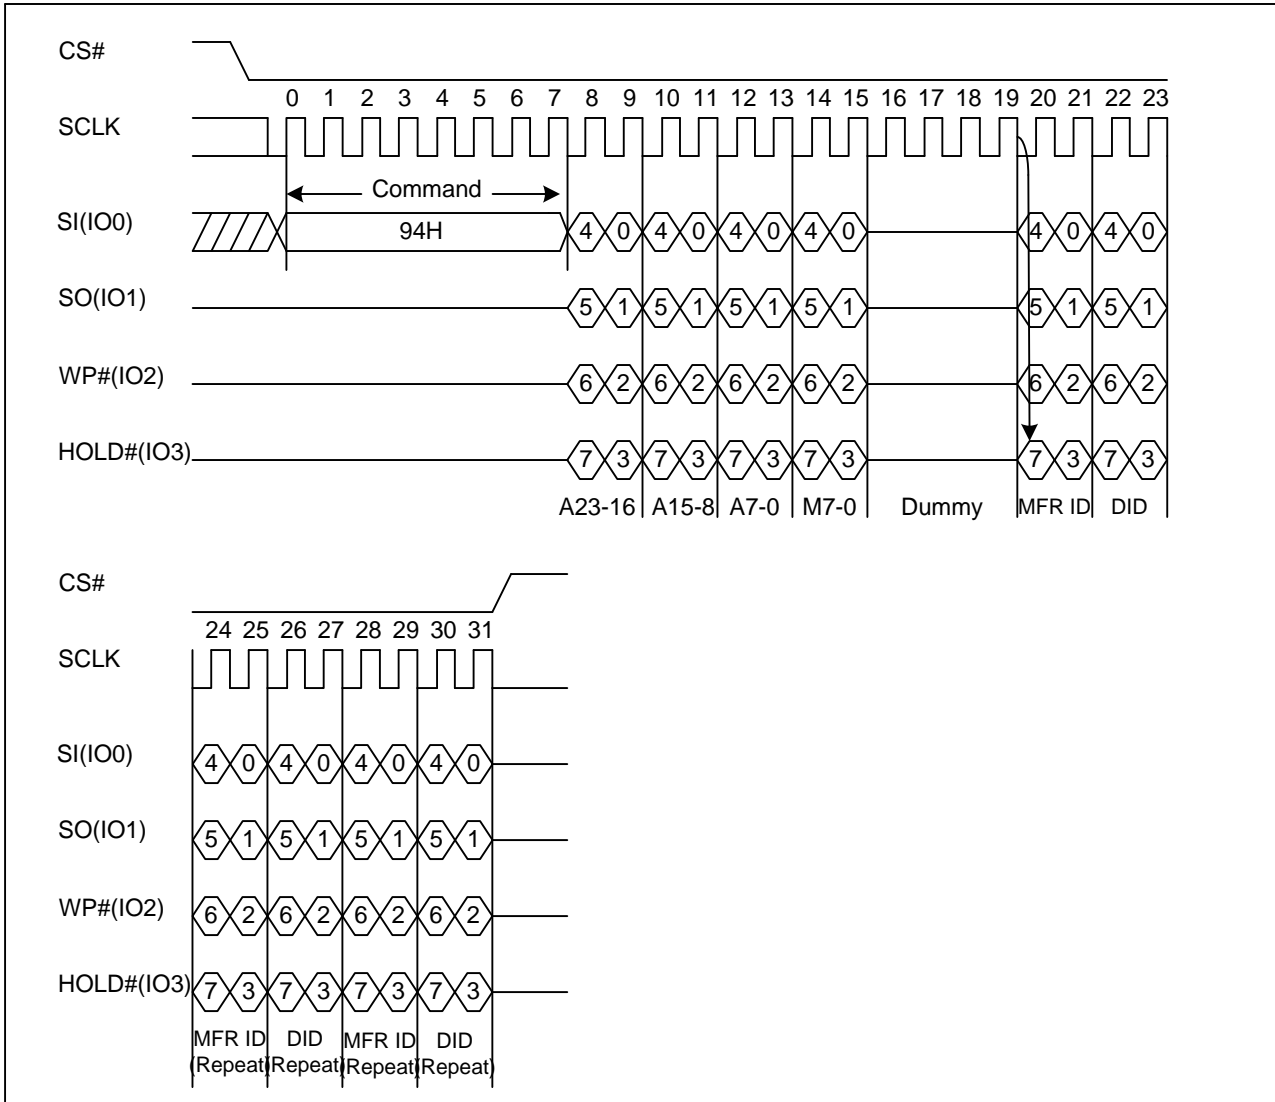 CS#
0 1 2 3 4 5 6 7 8 9 10 11 12 13 14 15 16 17 18 19 20 21 22 23
SCLK
Command
SI(IO0) 94H 4 0 4 0 4 0 4 0 4 0 4 0
SO(IO1) 5 1 5 1 5 1 5 1 5 1 5 1
WP#(IO2) 6 2 6 2 6 2 6 2 6 2 6 2
HOLD#(IO3) 7 3 7 3 7 3 7 3 7 3 7 3
A23-16 A15-8 A7-0 M7-0 Dummy MFR ID DID
CS#
24 25 26 27 28 29 30 31
SCLK
SI(IO0) 4 0 4 0 4 0 4 0
SO(IO1) 5 1 5 1 5 1 5 1
WP#(IO2) 6 2 6 2 6 2 6 2
HOLD#(IO3) 7 3 7 3 7 3 7 3
MFR ID DID MFR ID DID
(Repeat) (Repeat) (Repeat) (Repeat)